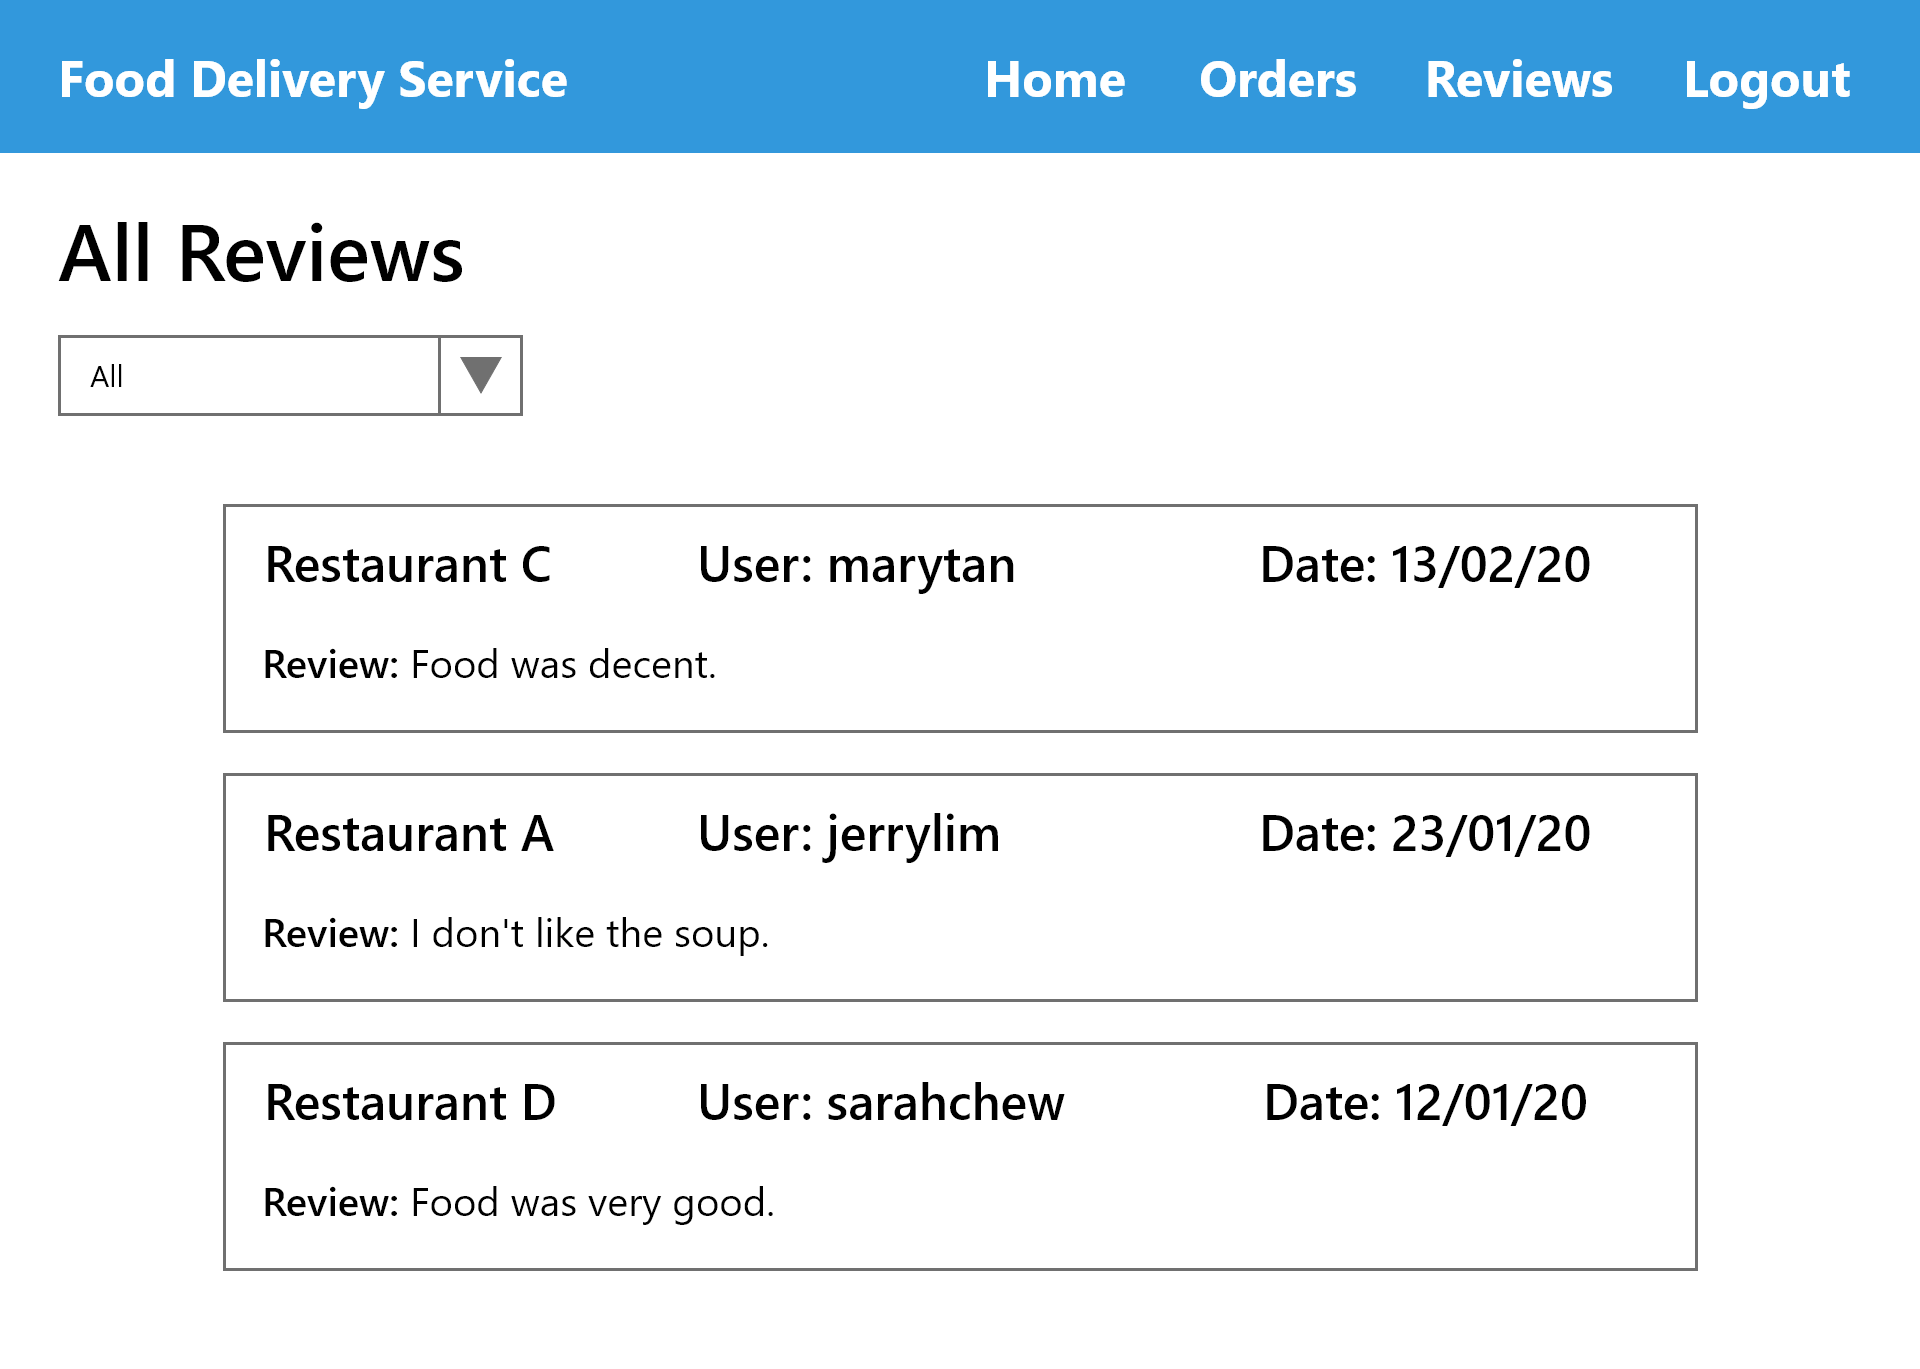 Food Delivery Service Home Orders Reviews Logout
All Reviews
All
Restaurant C User: marytan Date: 13/02/20
Review: Food was decent.
Restaurant A User: jerrylim Date: 23/01/20
Review: I don't like the soup.
Restaurant D User: sarahchew Date: 12/01/20
Review: Food was very good.